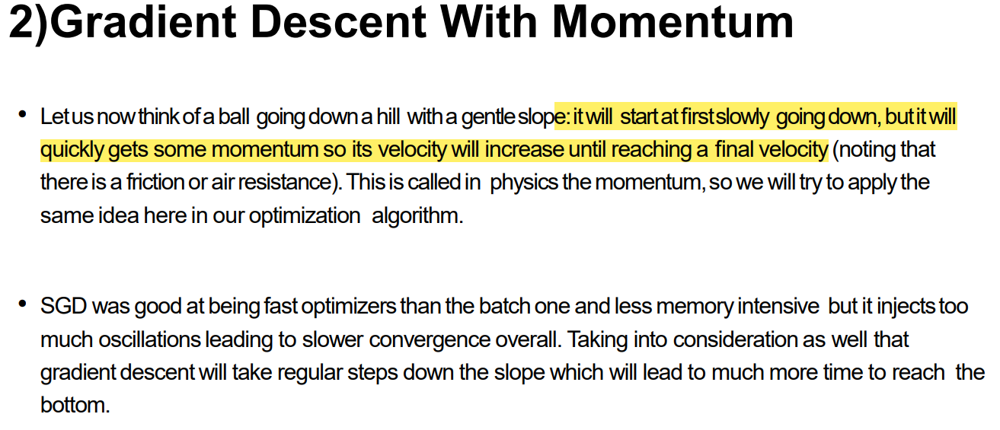 2)Gradient Descent With Momentum
• Let us now think of a ball going down a hill with a gentle slope: it will start at first slowly going down, but it will
quickly gets some momentum so its velocity will increase until reaching a final velocity (noting that
there is a friction or air resistance). This is called in physics the momentum, so we will try to apply the
same idea here in our optimization algorithm.
• SGD was good at being fast optimizers than the batch one and less memory intensive but it injects too
much oscillations leading to slower convergence overall. Taking into consideration as well that
gradient descent will take regular steps down the slope which will lead to much more time to reach the
bottom.